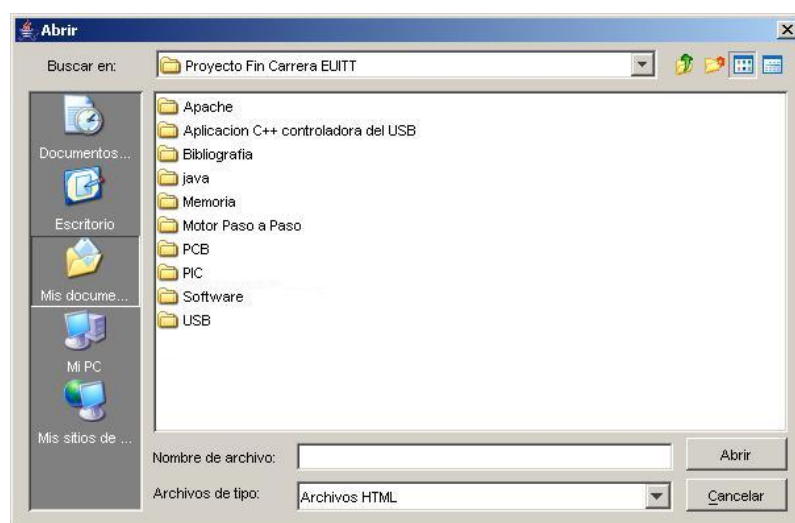 Abrir
Buscar en:
Proyecto Fin Carrera EUITT
Documentos...
Escritorio
Mis docume...
Mi PC
Mis sitios de ...
Apache
Aplicacion C++ controladora del USB
Bibliografia
java
Memoria
Motor Paso a Paso
PCB
PIC
Software
USB
Nombre de archivo:
Abrir
Archivos de tipo:
Archivos HTML
Cancelar